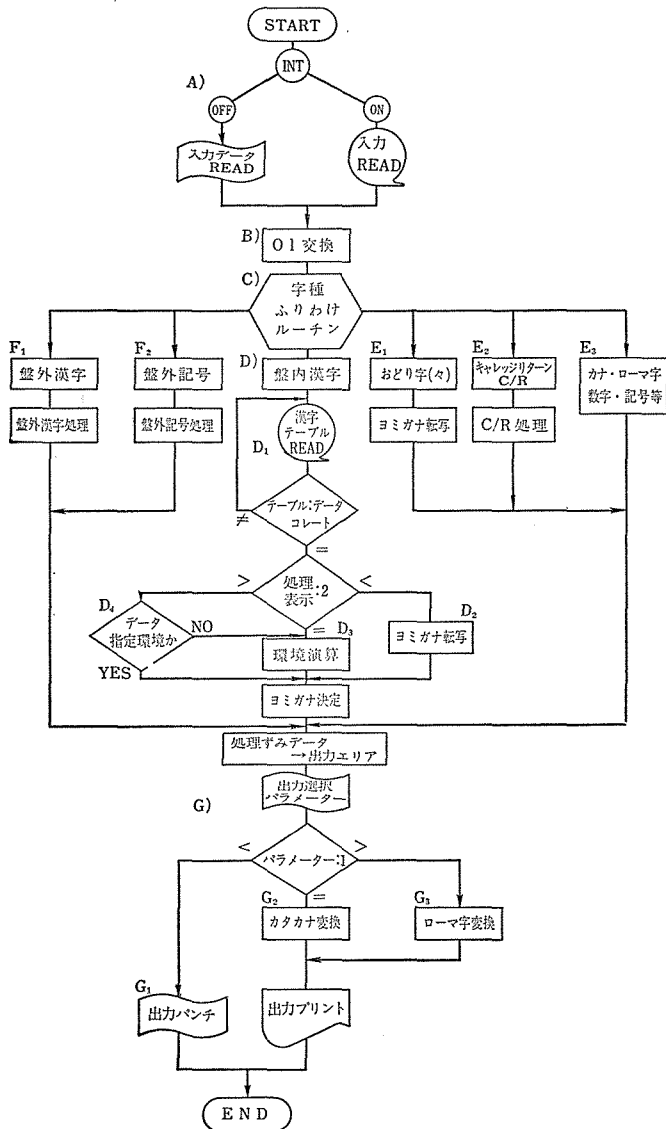 START
INT
A)
OFF
ON
入力データ
READ
入力
READ
B)
O1変換
C)
字種
ふりわけ
ルーチン
F₁
盤外漢字
盤外漢字処理
F₂
盤外記号
盤外記号処理
D)
盤内漢字
E₁
おどり字(々)
ヨミガナ転写
E₂
キャレッジリターン
C/R
C/R 処理
E₃
カナ・ローマ字
数字・記号等
D₁
漢字
テーブル
READ
テーブル:データ
コレート
≠
=
>
処理
表示:2
<
D₄
データ
指定環境か
NO
YES
=
D₃
環境演算
D₂
ヨミガナ転写
ヨミガナ決定
処理ずみデータ
→出力エリア
出力選択
パラメーター
G)
<
パラメーター:1
>
=
G₂
カタカナ変換
G₃
ローマ字変換
G₁
出力パンチ
出力プリント
END